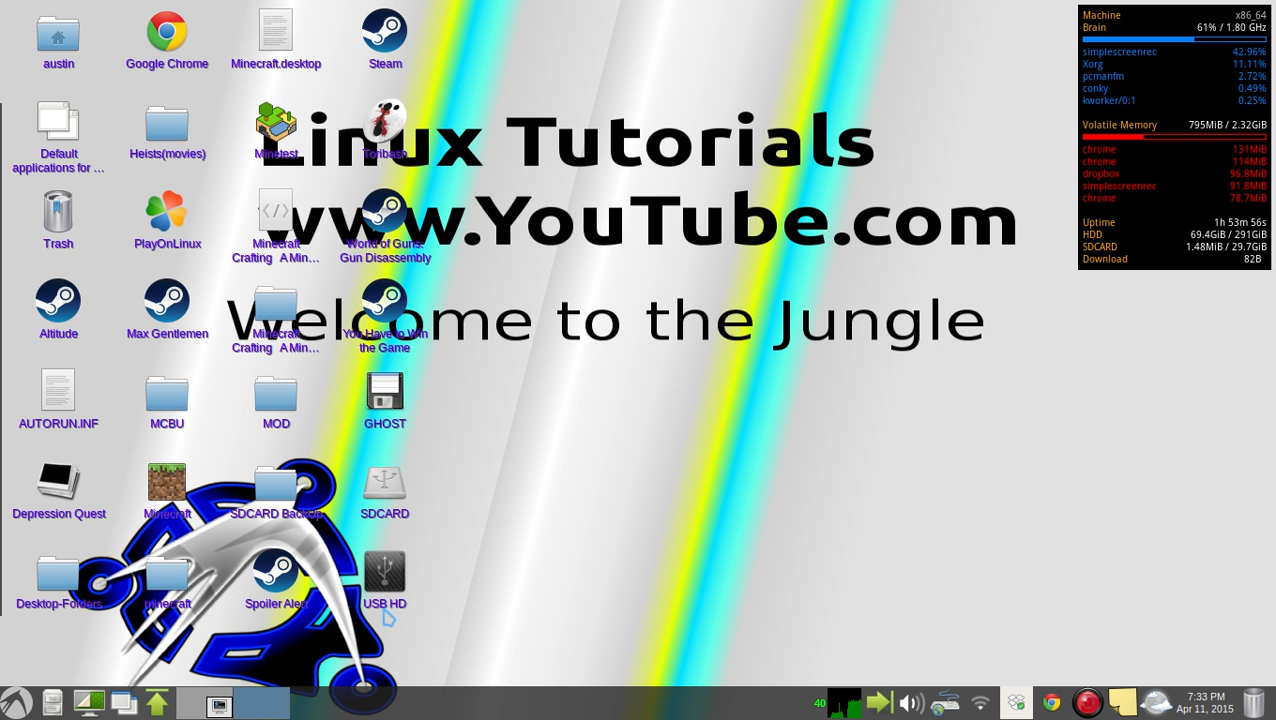 austin
Google Chrome
Minecraft.desktop
Steam
Default
applications for ...
Heists(movies)
Minetest
Toribash
Trash
PlayOnLinux
Minecraft
Crafting A Min...
World of Guns:
Gun Disassembly
Altitude
Max Gentlemen
Minecraft
Crafting A Min...
You Have to Win
the Game
AUTORUN.INF
MCBU
MOD
GHOST
Depression Quest
Minecraft
SDCARD BackUp
SDCARD
Desktop-Folders
minecraft
Spoiler Alert
USB HD
Linux Tutorials
www.YouTube.com
Welcome to the Jungle
Machine x86_64
Brain 61% / 1.80 GHz
simplescreenrec 42.96%
Xorg 11.11%
pcmanfm 2.72%
conky 0.49%
kworker/0:1 0.25%
Volatile Memory 795MiB / 2.32GiB
chrome 131MiB
chrome 114MiB
dropbox 96.8MiB
simplescreenrec 91.8MiB
chrome 78.7MiB
Uptime 1h 53m 56s
HDD 69.4GiB / 291GiB
SDCARD 1.48MiB / 29.7GiB
Download 82B
40
7:33 PM
Apr 11, 2015